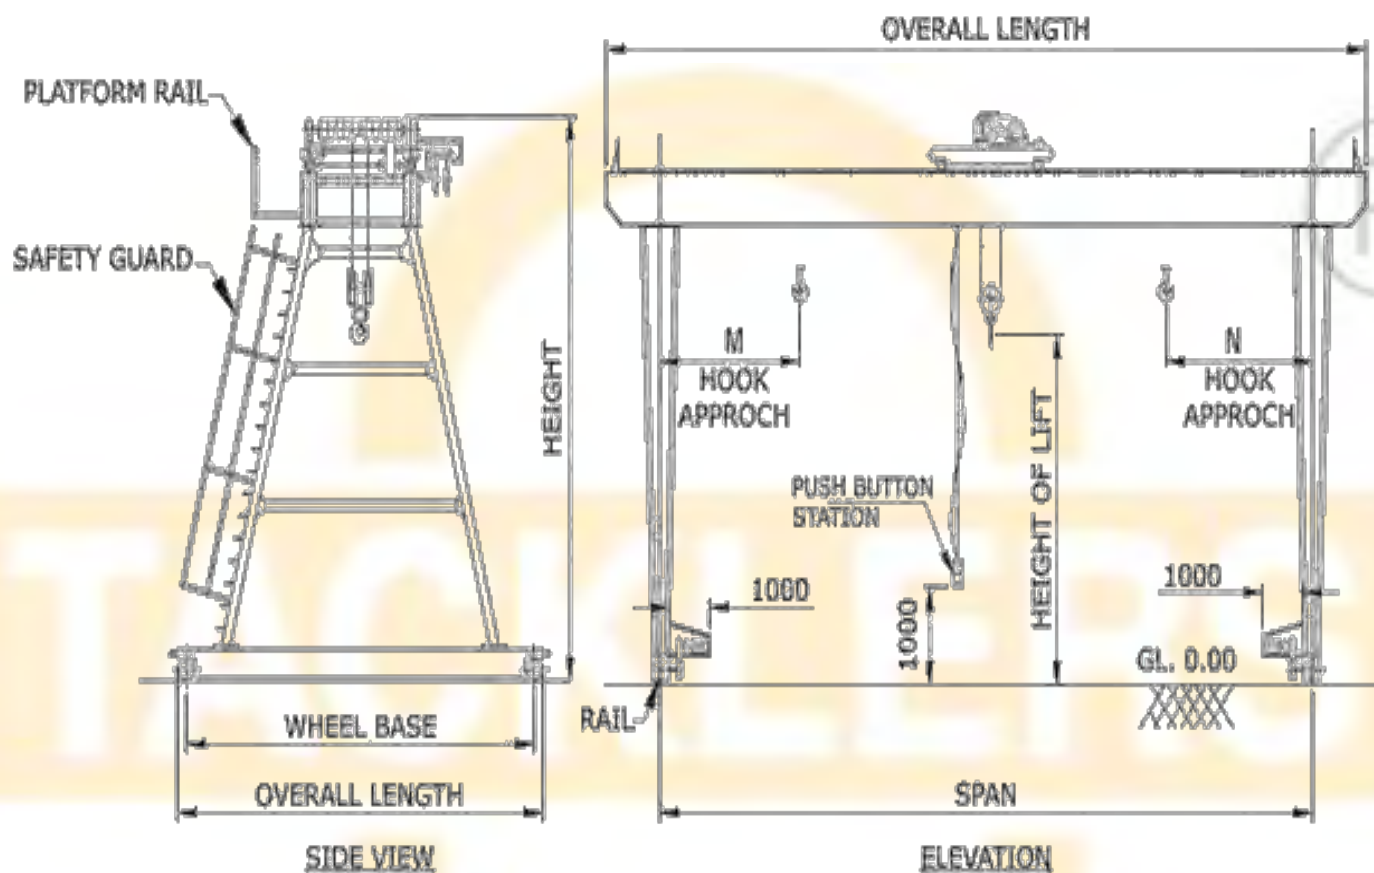 OVERALL LENGTH
PLATFORM RAIL
SAFETY GUARD
HEIGHT
M
HOOK
APPROCH
N
HOOK
APPROCH
HEIGHT OF LIFT
PUSH BUTTON
STATION
1000
1000
1000
GL. 0.00
RAIL
WHEEL BASE
OVERALL LENGTH
SPAN
SIDE VIEW
ELEVATION
TACKLERS